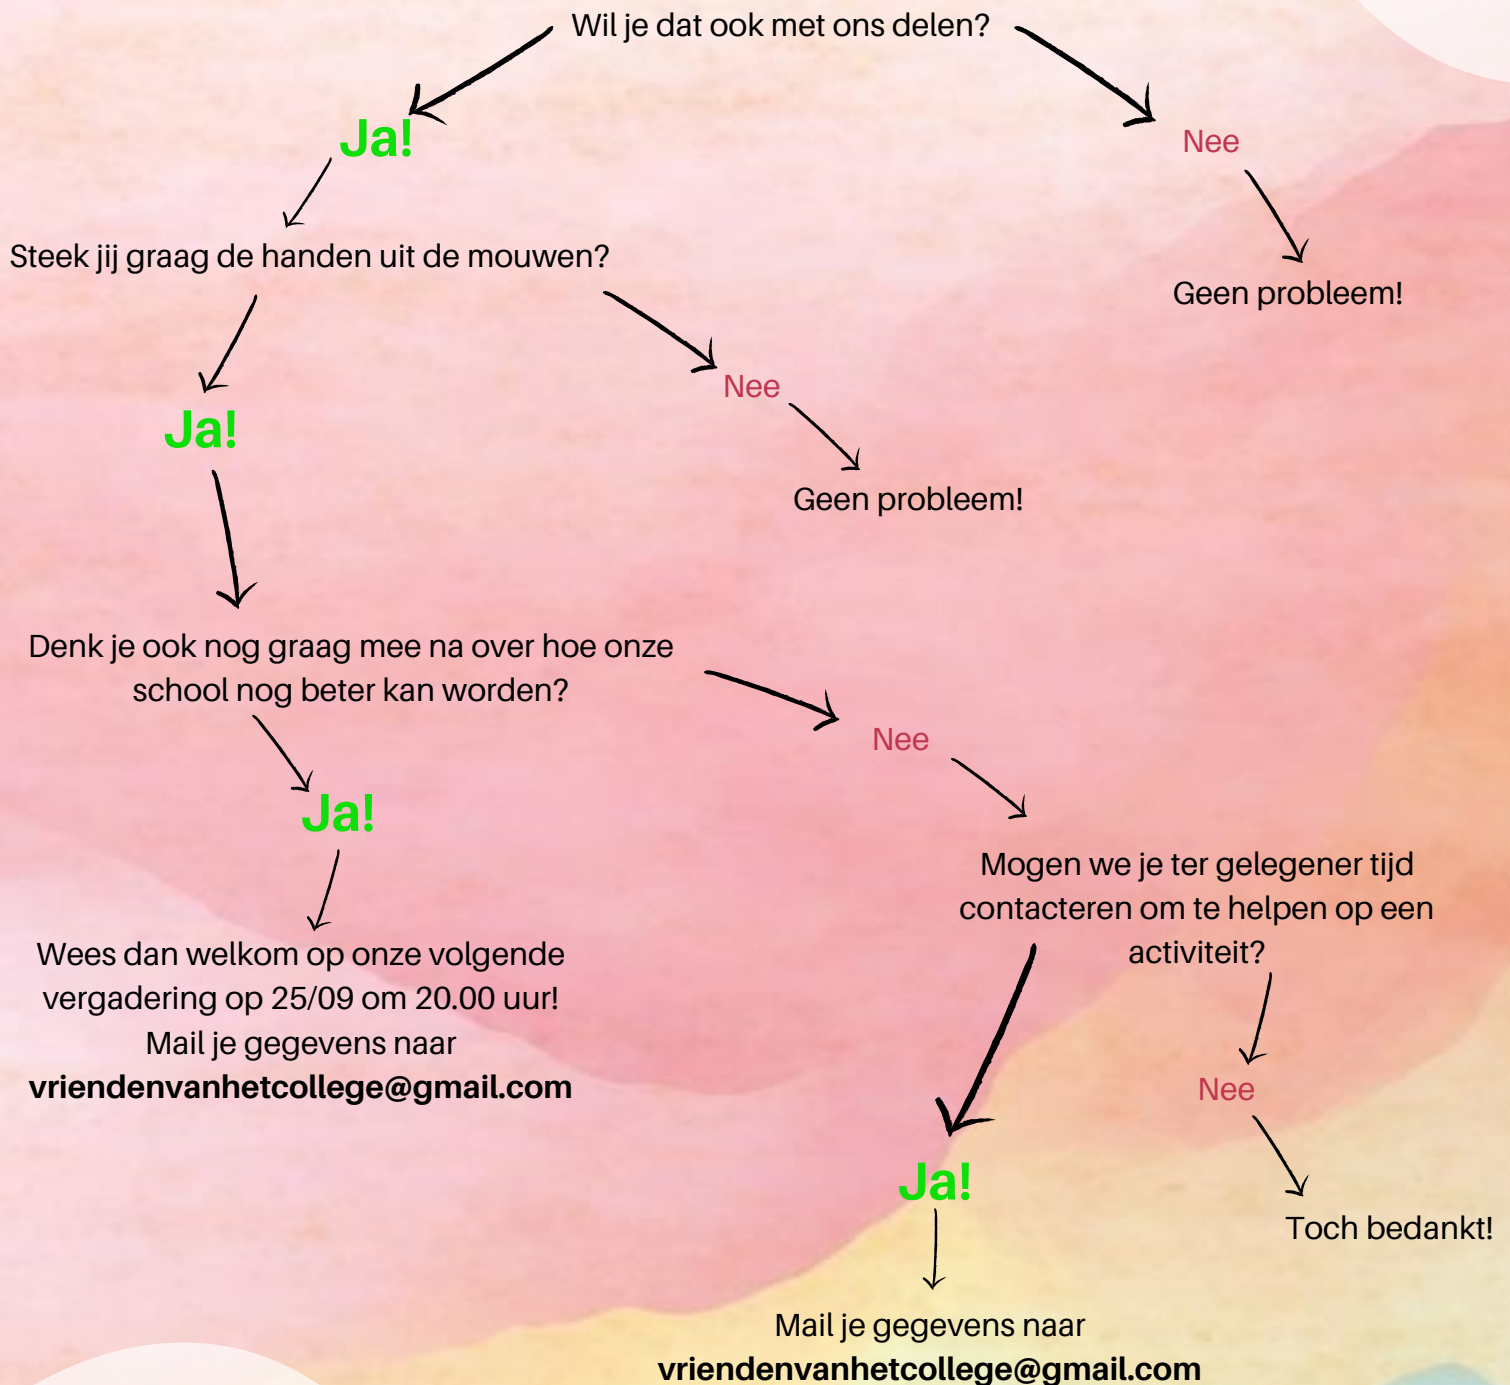 Wil je dat ook met ons delen?
Ja!
Nee
Steek jij graag de handen uit de mouwen?
Geen probleem!
Nee
Ja!
Geen probleem!
Denk je ook nog graag mee na over hoe onze
school nog beter kan worden?
Nee
Ja!
Mogen we je ter gelegener tijd
contacteren om te helpen op een
activiteit?
Wees dan welkom op onze volgende
vergadering op 25/09 om 20.00 uur!
Mail je gegevens naar
vriendenvanhetcollege@gmail.com
Nee
Ja!
Toch bedankt!
Mail je gegevens naar
vriendenvanhetcollege@gmail.com